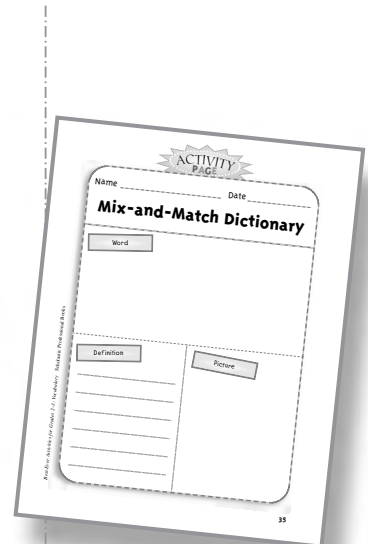 ACTIVITY
PAGE
Name Date
Mix-and-Match Dictionary
Word
Definition
Picture
Activities for Grades 2-3: Vocabulary Scholastic Professional Books
35